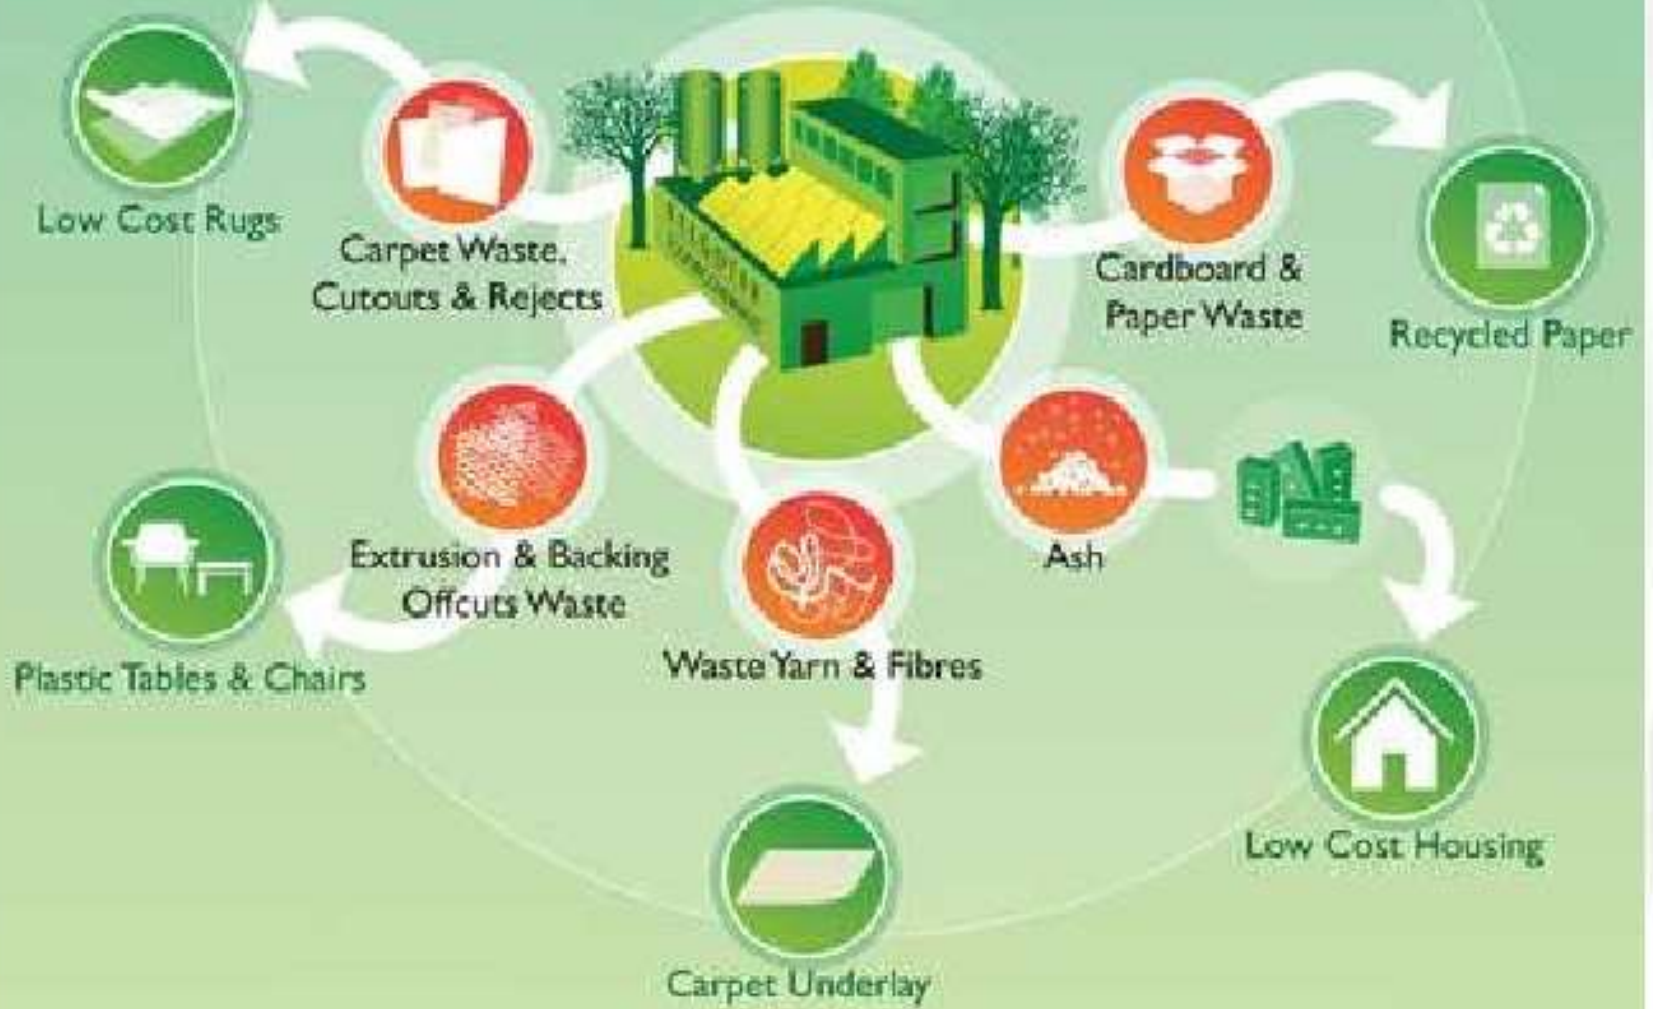 Low Cost Rugs
Carpet Waste,
Cutouts & Rejects
Cardboard &
Paper Waste
Recycled Paper
Extrusion & Backing
Offcuts Waste
Ash
Plastic Tables & Chairs
Waste Yarn & Fibres
Low Cost Housing
Carpet Underlay